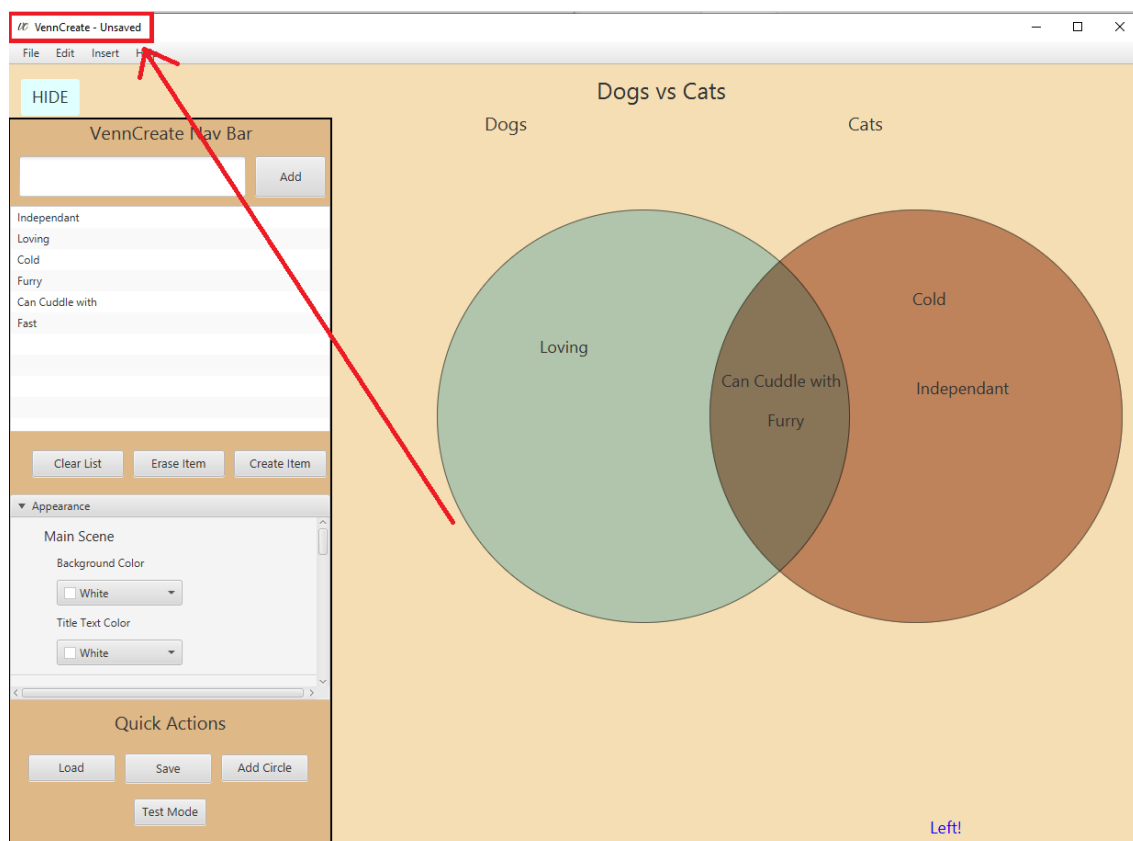 VC VennCreate - Unsaved
File Edit Insert
HIDE
Dogs vs Cats
Dogs Cats
VennCreate Nav Bar
Add
Independant
Loving
Cold
Furry
Can Cuddle with
Fast
Clear List Erase Item Create Item
Appearance
Main Scene
Background Color
White
Title Text Color
White
Quick Actions
Load Save Add Circle
Test Mode
Cold
Loving
Can Cuddle with
Independant
Furry
Left!